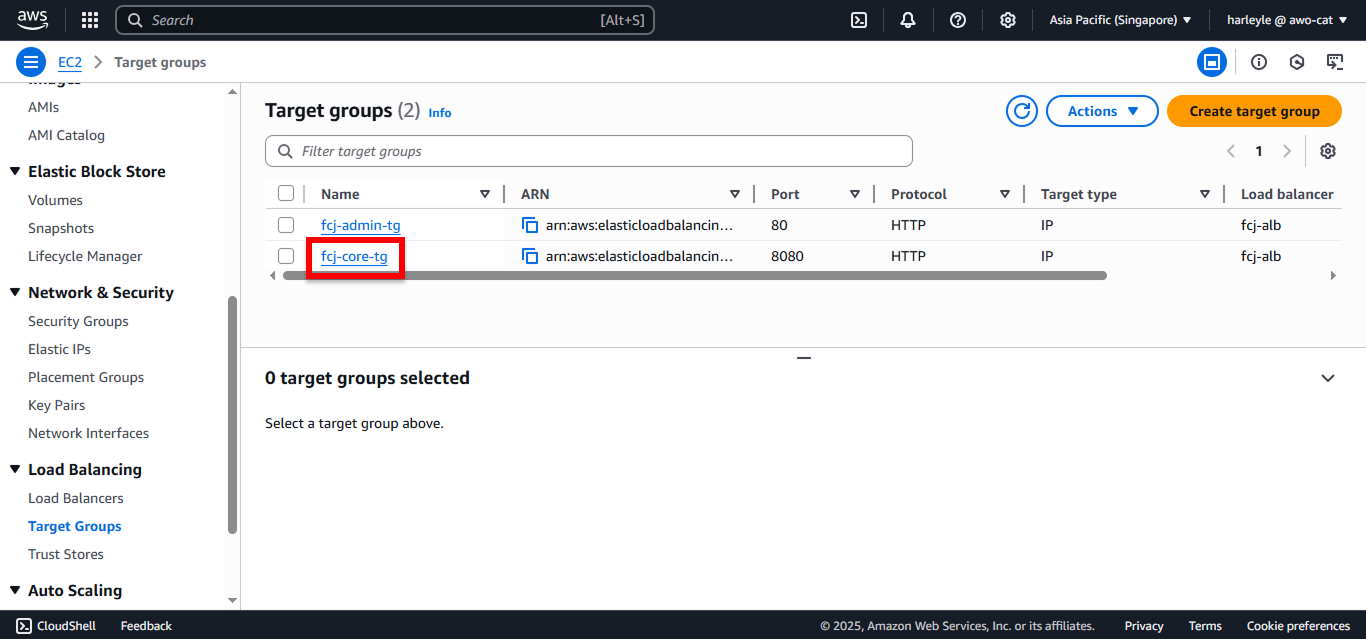 aws Search [Alt+S] Asia Pacific (Singapore) harleyle @ awo-cat
EC2 Target groups
Images
AMIs
AMI Catalog
Elastic Block Store
Volumes
Snapshots
Lifecycle Manager
Network & Security
Security Groups
Elastic IPs
Placement Groups
Key Pairs
Network Interfaces
Load Balancing
Load Balancers
Target Groups
Trust Stores
Auto Scaling
Target groups (2) Info
Actions
Create target group
Filter target groups
1
Name ARN Port Protocol Target type Load balancer
fcj-admin-tg arn:aws:elasticloadbalancin... 80 HTTP IP fcj-alb
fcj-core-tg arn:aws:elasticloadbalancin... 8080 HTTP IP fcj-alb
0 target groups selected
Select a target group above.
CloudShell Feedback © 2025, Amazon Web Services, Inc. or its affiliates. Privacy Terms Cookie preferences